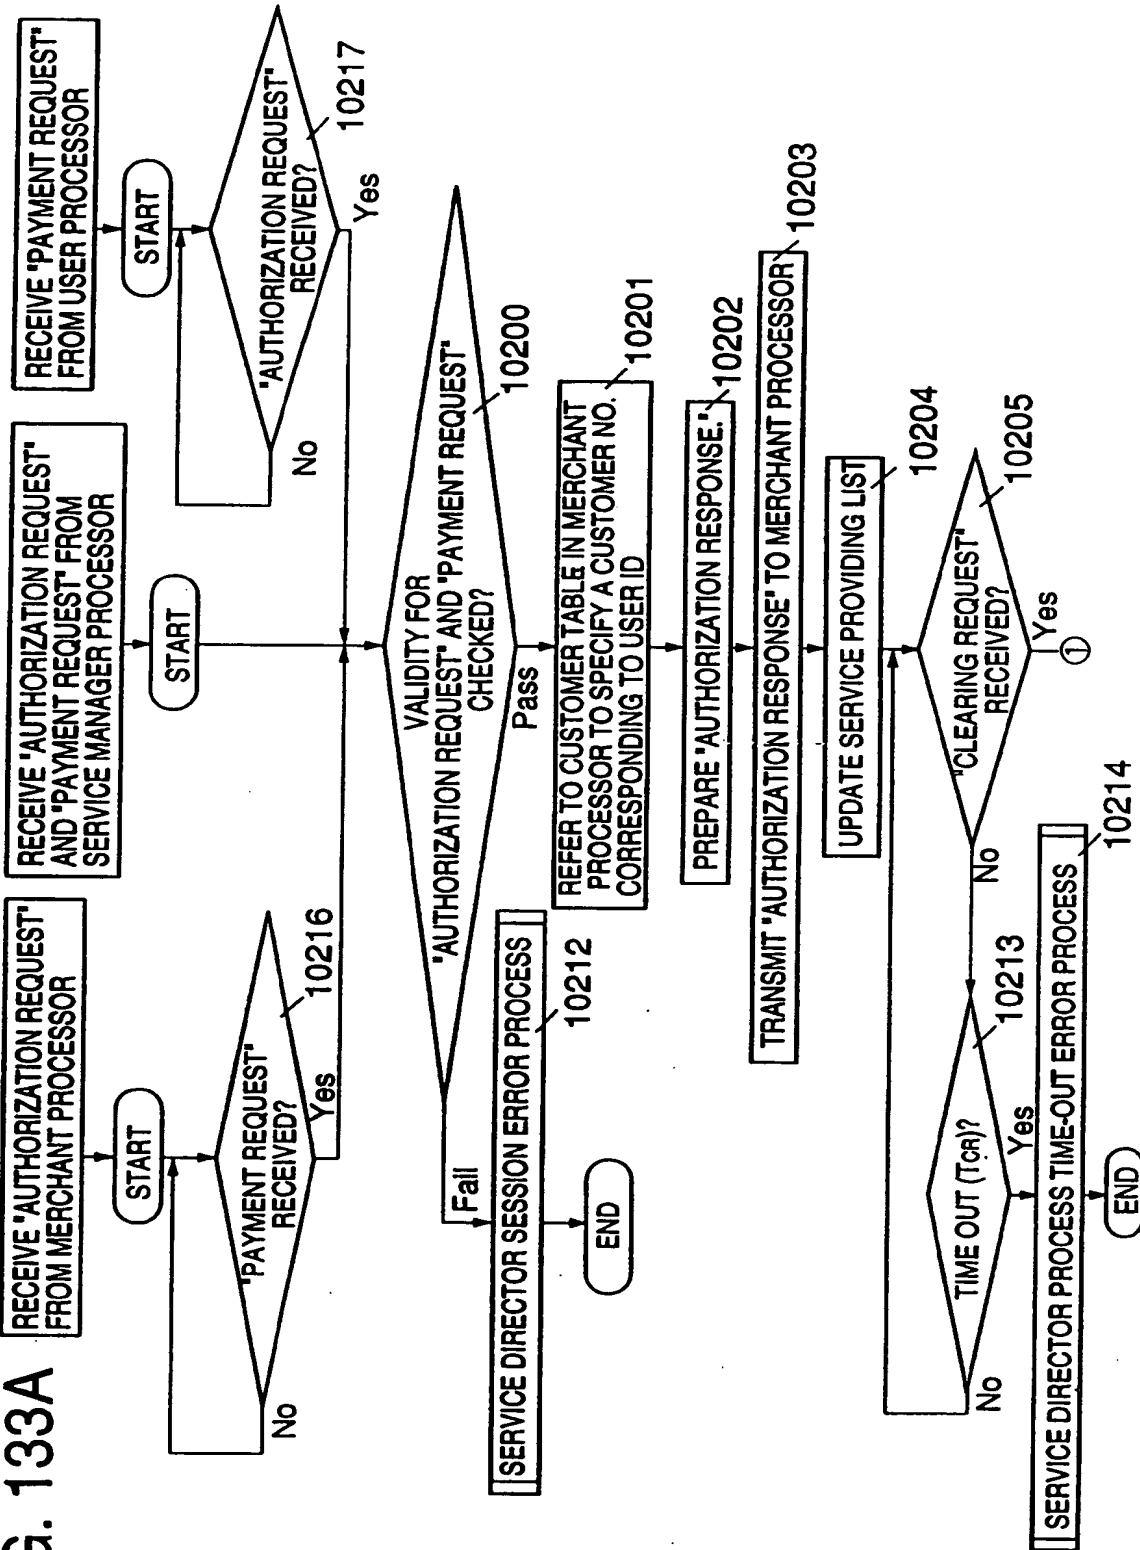 G. 133A
RECEIVE "AUTHORIZATION REQUEST"
FROM MERCHANT PROCESSOR
START
"PAYMENT REQUEST"
RECEIVED?
10216
No
Yes
RECEIVE "AUTHORIZATION REQUEST"
AND "PAYMENT REQUEST" FROM
SERVICE MANAGER PROCESSOR
START
RECEIVE "PAYMENT REQUEST"
FROM USER PROCESSOR
START
"AUTHORIZATION REQUEST"
RECEIVED?
10217
No
Yes
VALIDITY FOR
"AUTHORIZATION REQUEST" AND "PAYMENT REQUEST"
CHECKED?
10200
Fail
Pass
SERVICE DIRECTOR SESSION ERROR PROCESS
10212
END
REFER TO CUSTOMER TABLE IN MERCHANT
PROCESSOR TO SPECIFY A CUSTOMER NO.
CORRESPONDING TO USER ID
10201
PREPARE "AUTHORIZATION RESPONSE."
10202
TRANSMIT "AUTHORIZATION RESPONSE" TO MERCHANT PROCESSOR
10203
UPDATE SERVICE PROVIDING LIST
10204
"CLEARING REQUEST"
RECEIVED?
10205
No
Yes
①
TIME OUT (TCR)?
10213
No
Yes
SERVICE DIRECTOR PROCESS TIME-OUT ERROR PROCESS
10214
END